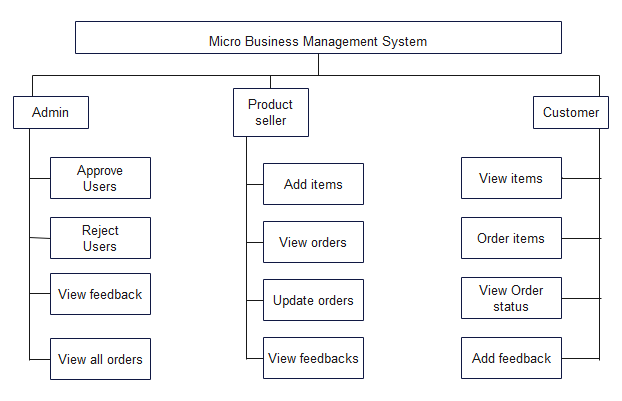 Micro Business Management System
Admin
Product
seller
Customer
Approve
Users
Reject
Users
View feedback
View all orders
Add items
View orders
Update orders
View feedbacks
View items
Order items
View Order
status
Add feedback